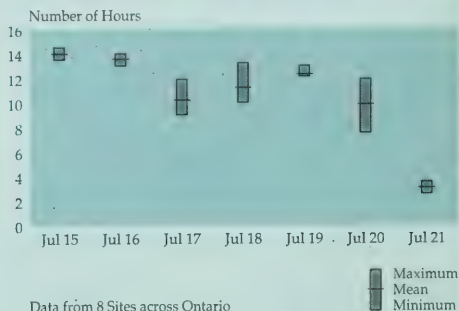 Number of Hours
16
14
12
10
8
6
4
2
0
Jul 15 Jul 16 Jul 17 Jul 18 Jul 19 Jul 20 Jul 21
Maximum
Mean
Minimum
Data from 8 Sites across Ontario